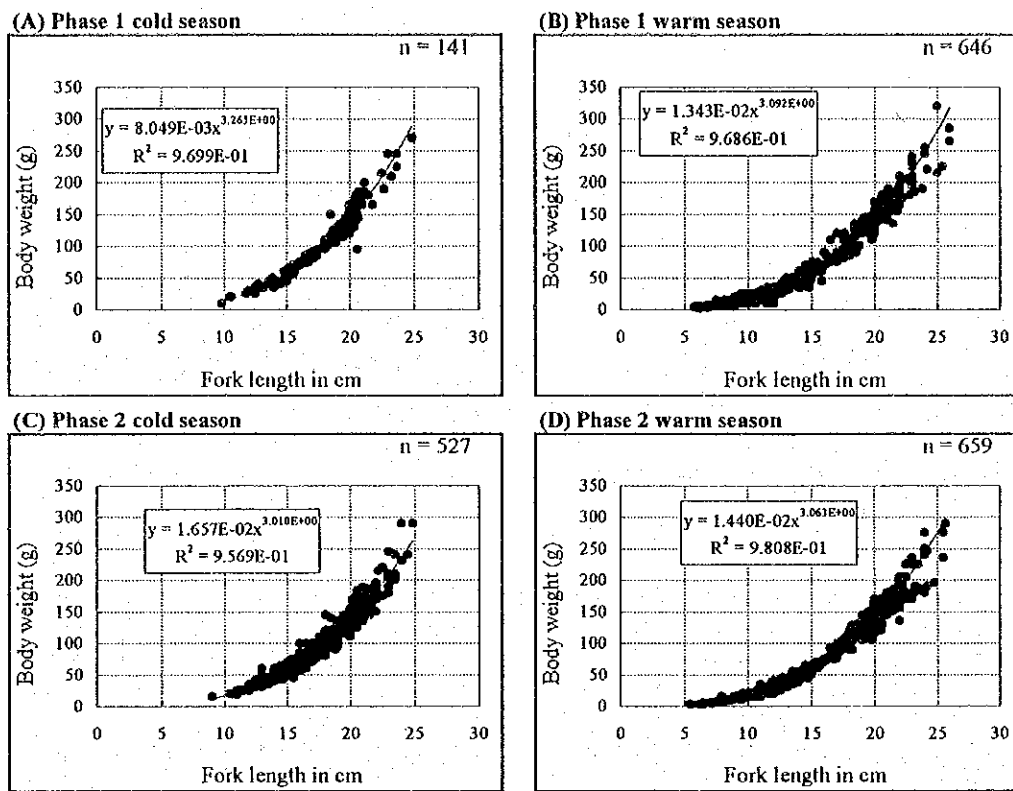 (A) Phase 1 cold season
n = 141
350
300
250
200
150
100
50
0
y = 8.049E-03x^3.263E+00
R² = 9.699E-01
Body weight (g)
0 5 10 15 20 25 30
Fork length in cm
(B) Phase 1 warm season
n = 646
350
300
250
200
150
100
50
0
y = 1.343E-02x^3.092E+00
R² = 9.686E-01
Body weight (g)
0 5 10 15 20 25 30
Fork length in cm
(C) Phase 2 cold season
n = 527
350
300
250
200
150
100
50
0
y = 1.657E-02x^3.010E+00
R² = 9.569E-01
Body weight (g)
0 5 10 15 20 25 30
Fork length in cm
(D) Phase 2 warm season
n = 659
350
300
250
200
150
100
50
0
y = 1.440E-02x^3.063E+00
R² = 9.808E-01
Body weight (g)
0 5 10 15 20 25 30
Fork length in cm